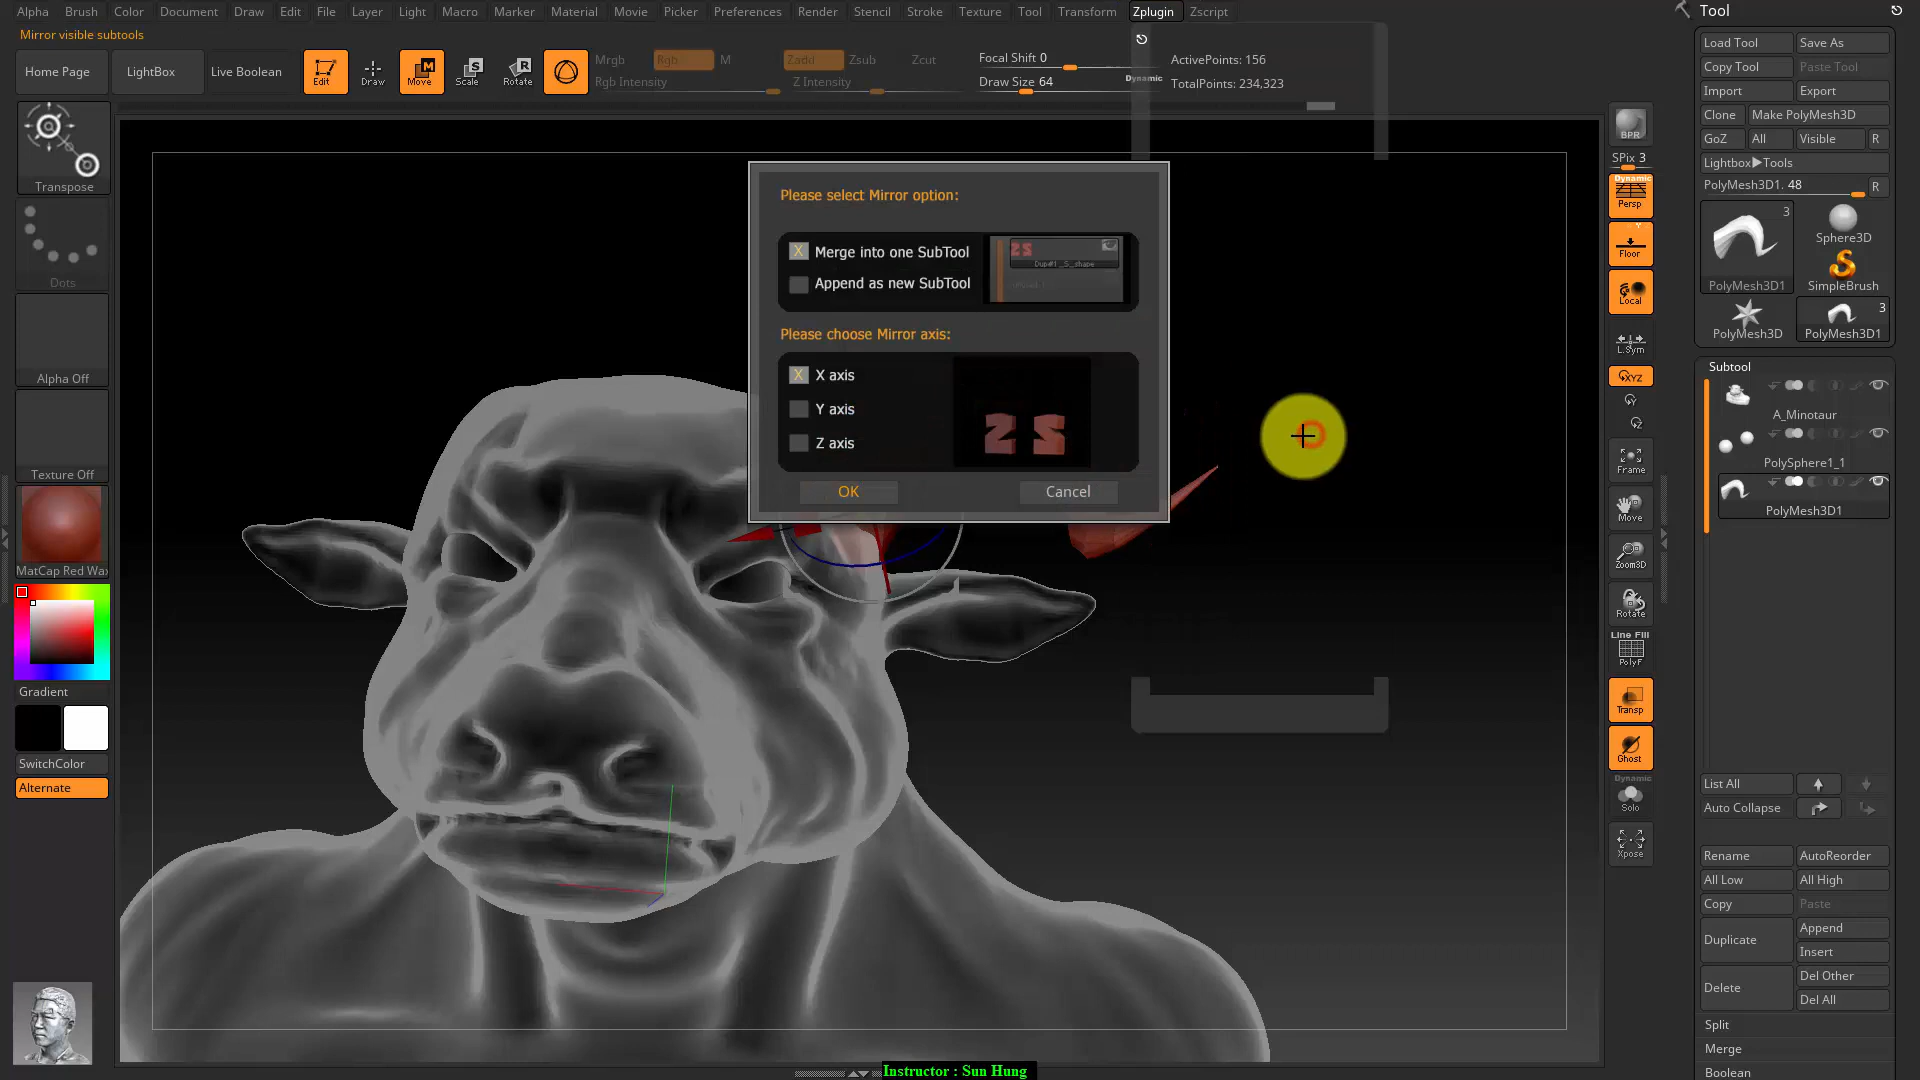 Alpha Brush Color Document Draw Edit File Layer Light Macro Marker Material Movie Picker Preferences Render Stencil Stroke Texture Tool Transform Zplugin Zscript
Mirror visible subtools
Home Page
LightBox
Live Boolean
Edit
Draw
M
Move
S
Scale
R
Rotate
Mrgb
Rgb
M
Rgb Intensity
Zadd
Zsub
Zcut
Z Intensity
Focal Shift 0
Draw Size 64
Dynamic
ActivePoints: 156
TotalPoints: 234,323
Transpose
Dots
Alpha Off
Texture Off
MatCap Red Wax
Gradient
SwitchColor
Alternate
Please select Mirror option:
X Merge into one SubTool
Append as new SubTool
Dup#1_S_shape
Please choose Mirror axis:
X X axis
Y axis
Z axis
OK
Cancel
BPR
SPix 3
Dynamic
Persp
Floor
Local
L.Sym
XYZ
Y
Z
Frame
Move
Zoom3D
Rotate
Line Fill
PolyF
Transp
Ghost
Dynamic
Solo
Xpose
Tool
Load Tool
Save As
Copy Tool
Paste Tool
Import
Export
Clone
Make PolyMesh3D
GoZ
All
Visible
R
Lightbox▶Tools
PolyMesh3D1. 48
R
3
PolyMesh3D1
Sphere3D
SimpleBrush
PolyMesh3D
3
PolyMesh3D1
Subtool
A_Minotaur
PolySphere1_1
PolyMesh3D1
List All
Auto Collapse
Rename
AutoReorder
All Low
All High
Copy
Paste
Duplicate
Append
Insert
Delete
Del Other
Del All
Split
Merge
Boolean
Instructor : Sun Hung